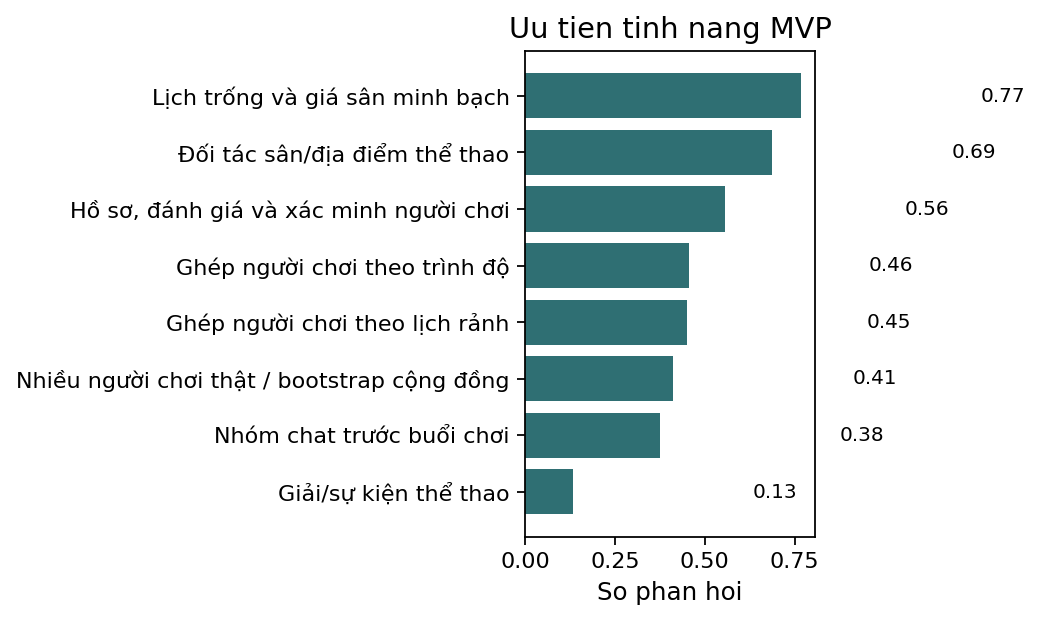 Uu tien tinh nang MVP
Lịch trống và giá sân minh bạch 0.77
Đối tác sân/địa điểm thể thao 0.69
Hồ sơ, đánh giá và xác minh người chơi 0.56
Ghép người chơi theo trình độ 0.46
Ghép người chơi theo lịch rảnh 0.45
Nhiều người chơi thật / bootstrap cộng đồng 0.41
Nhóm chat trước buổi chơi 0.38
Giải/sự kiện thể thao 0.13
0.00 0.25 0.50 0.75
So phan hoi